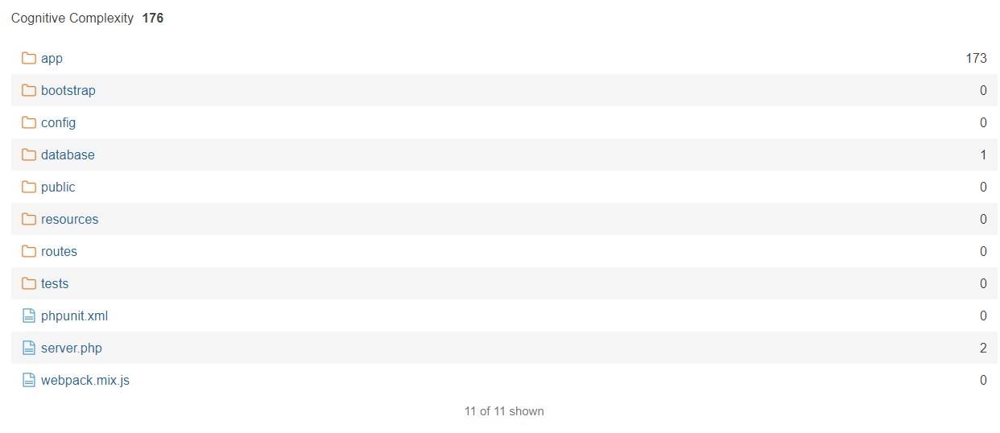 Cognitive Complexity 176
app 173
bootstrap 0
config 0
database 1
public 0
resources 0
routes 0
tests 0
phpunit.xml 0
server.php 2
webpack.mix.js 0
11 of 11 shown